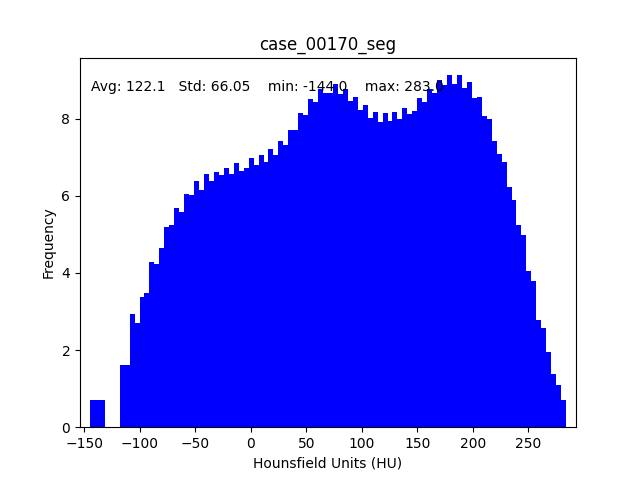 case_00170_seg
Avg: 122.1 Std: 66.05 min: -144.0 max: 283.0
8
6
4
2
0
Frequency
−150 −100 −50 0 50 100 150 200 250
Hounsfield Units (HU)